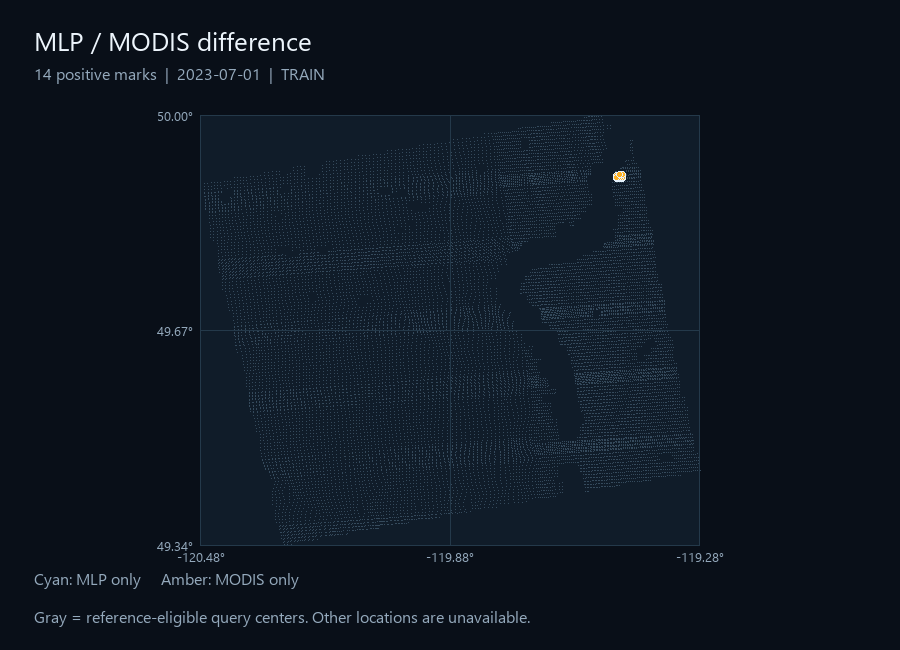 MLP / MODIS difference
14 positive marks | 2023-07-01 | TRAIN
50.00°
49.67°
49.34°
-120.48° -119.88° -119.28°
Cyan: MLP only Amber: MODIS only
Gray = reference-eligible query centers. Other locations are unavailable.